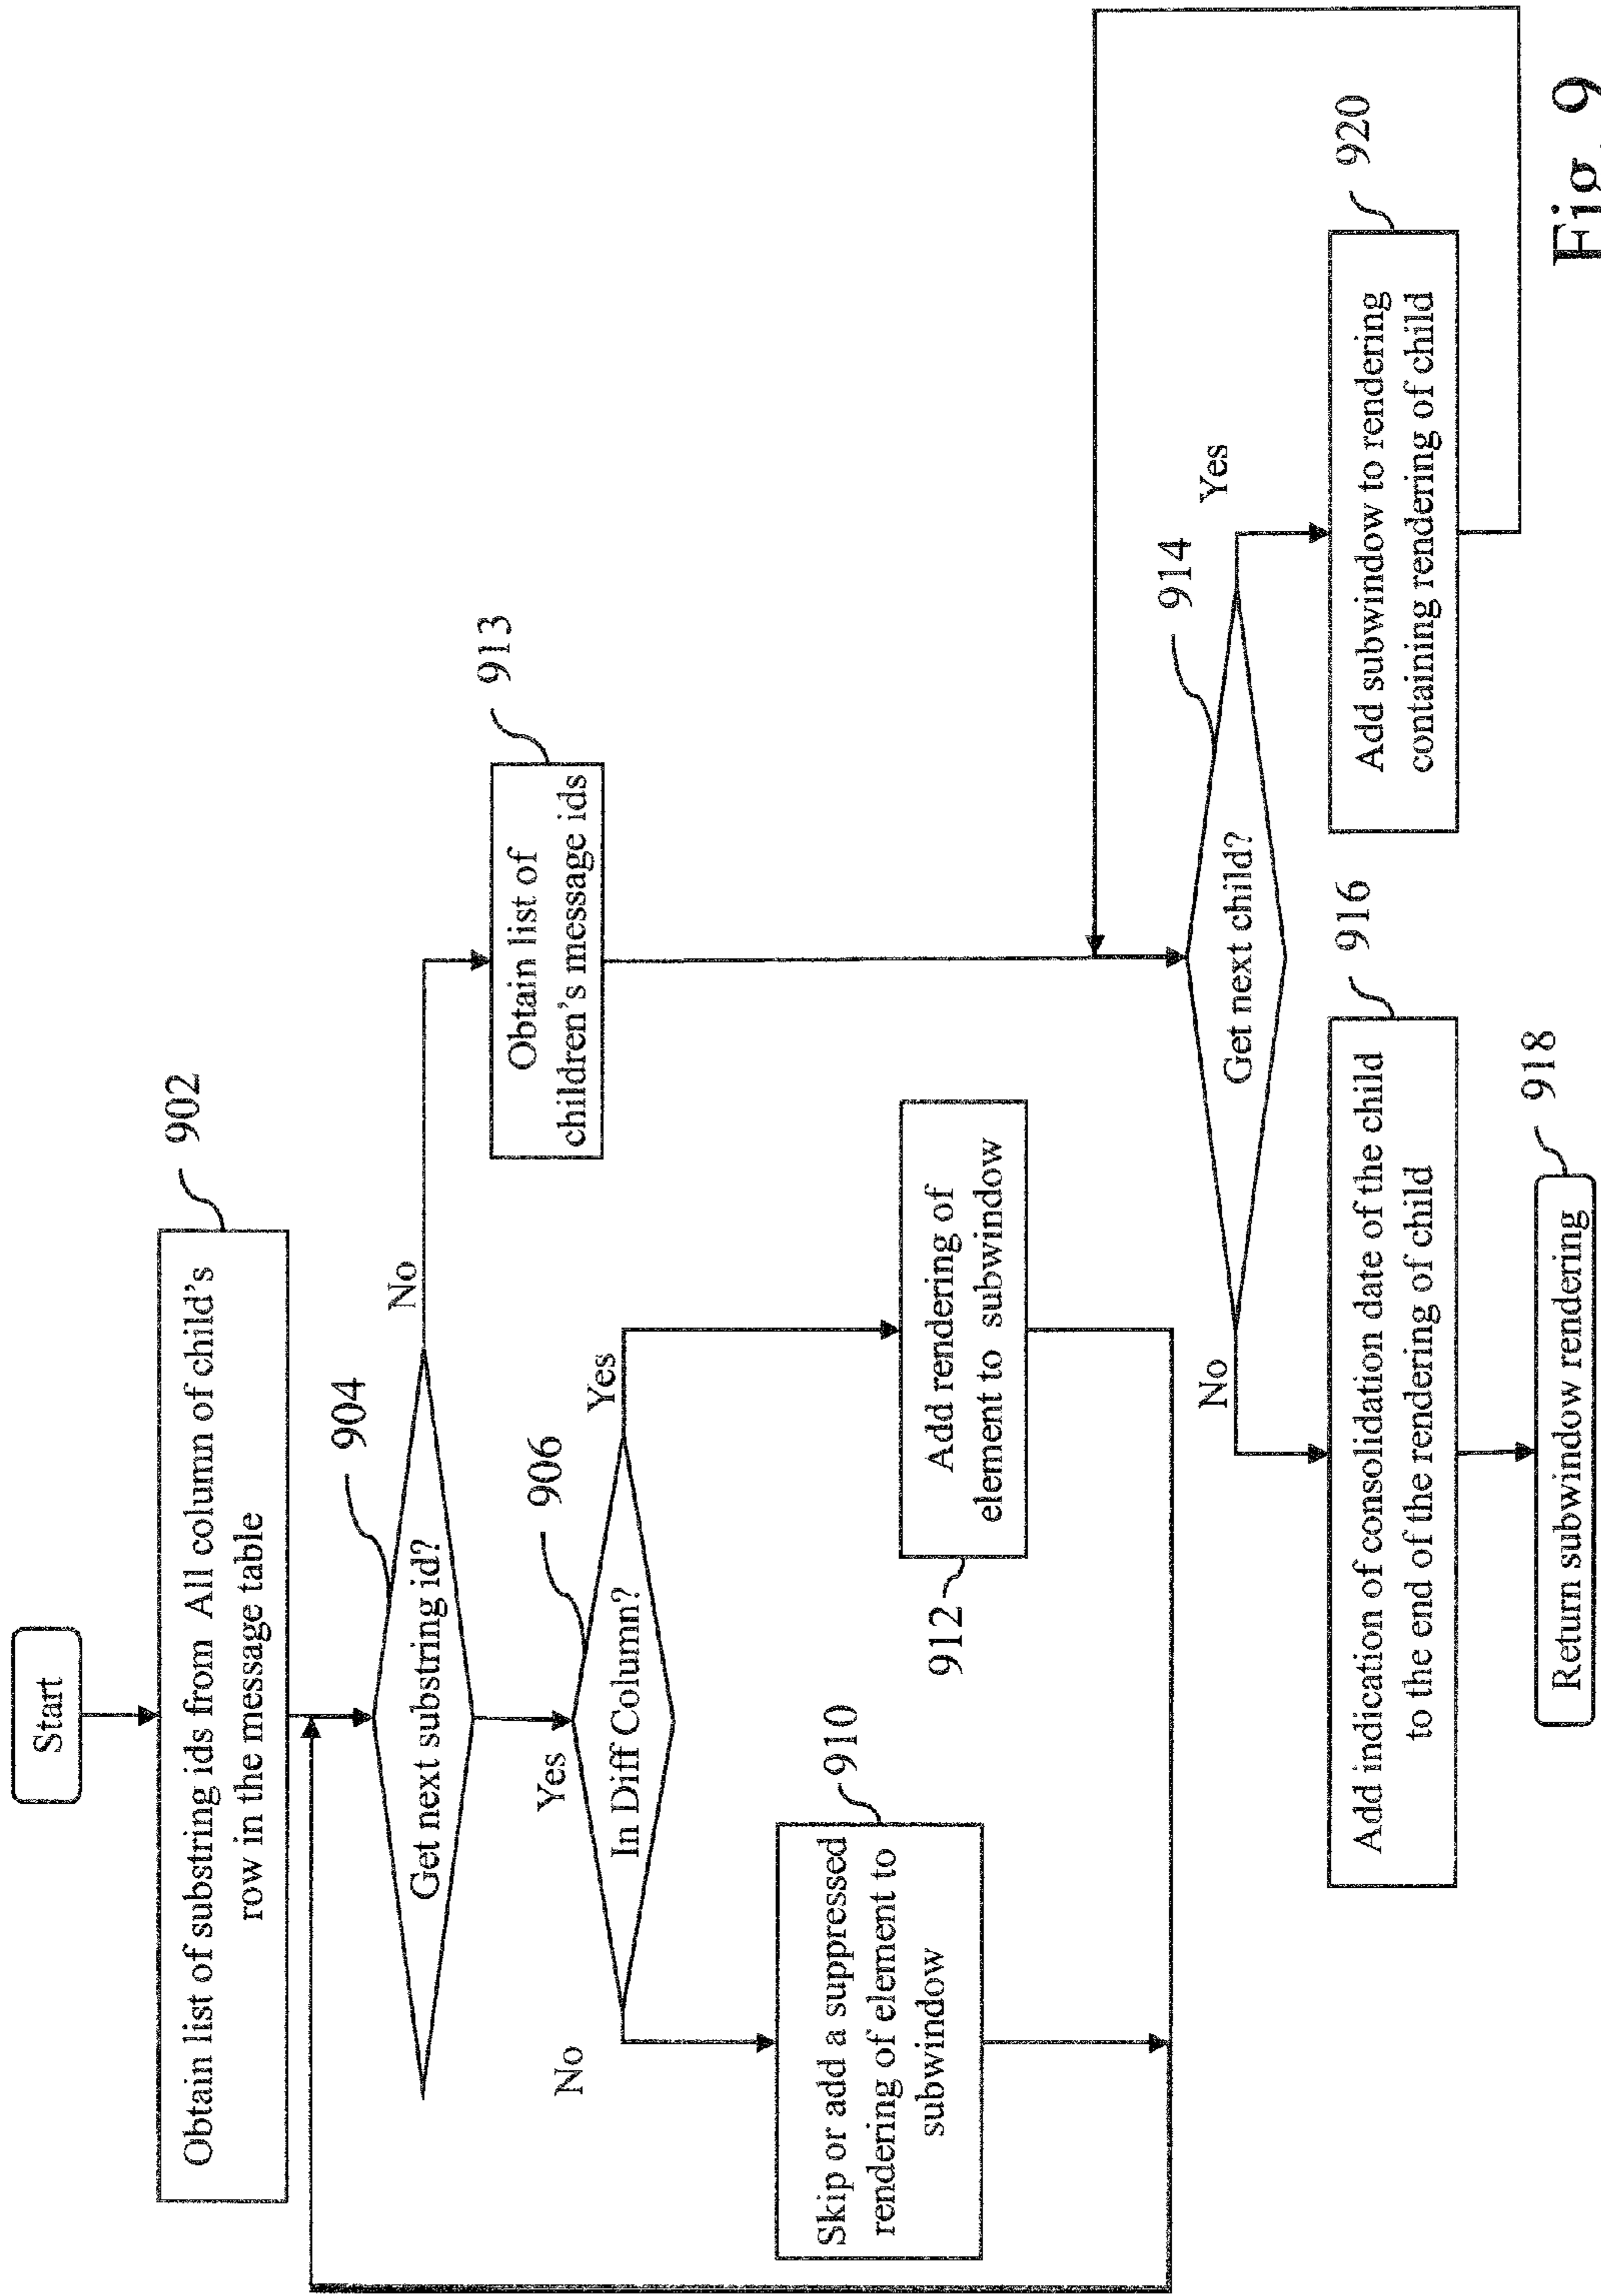 Start
Obtain list of substring ids from All column of child's
row in the message table
902
Get next substring id?
904
No
Yes
In Diff Column?
906
Yes
No
Obtain list of
children's message ids
913
Skip or add a suppressed
rendering of element to
subwindow
910
Add rendering of
element to subwindow
912
Get next child?
914
No
Yes
Add indication of consolidation date of the child
to the end of the rendering of child
916
Add subwindow to rendering
containing rendering of child
920
Return subwindow rendering
918
Fig. 9